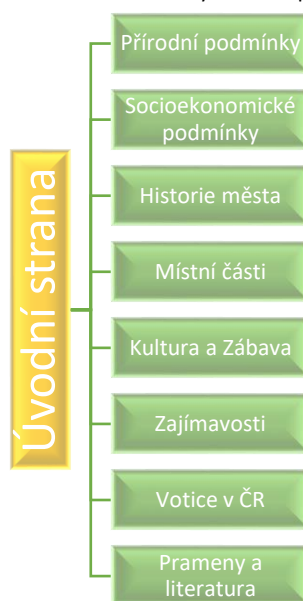 Úvodní strana
Přírodní podmínky
Socioekonomické
podmínky
Historie města
Místní části
Kultura a Zábava
Zajímavosti
Votice v ČR
Prameny a
literatura